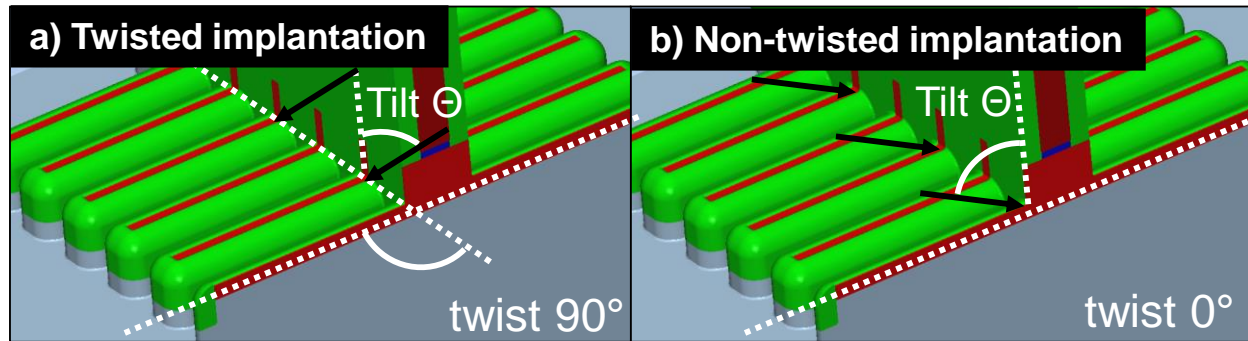 a) Twisted implantation
Tilt Θ
twist 90°
b) Non-twisted implantation
Tilt Θ
twist 0°